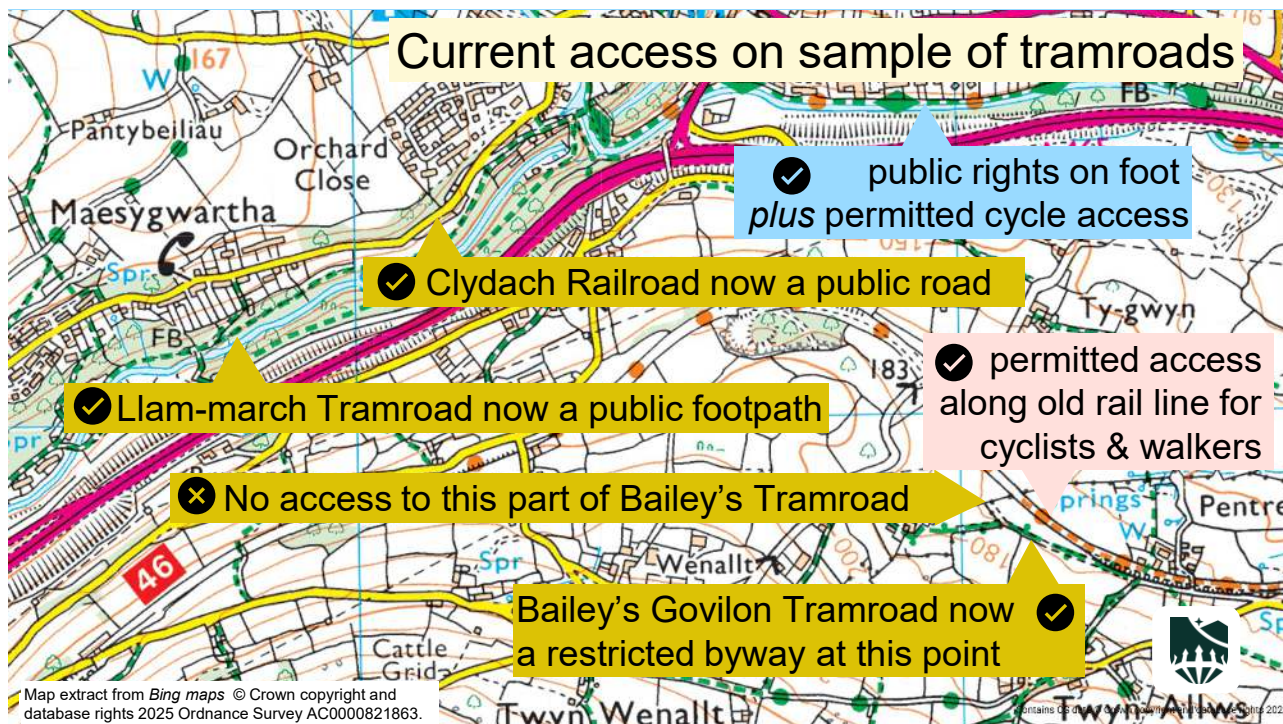 Current access on sample of tramroads
167
W
FB
Pantybeiliau
Orchard
Close
public rights on foot
plus permitted cycle access
Maesygwartha
150
Spr
Clydach Railroad now a public road
Ty-gwyn
FB
183
permitted access
along old rail line for
cyclists & walkers
Llam-march Tramroad now a public footpath
pr
No access to this part of Bailey's Tramroad
springs
W
Pentre
46
Spr
Wenallt
Bailey's Govilon Tramroad now
a restricted byway at this point
Cattle
Grid
Map extract from Bing maps © Crown copyright and
database rights 2025 Ordnance Survey AC0000821863.
Twyn Wenallt